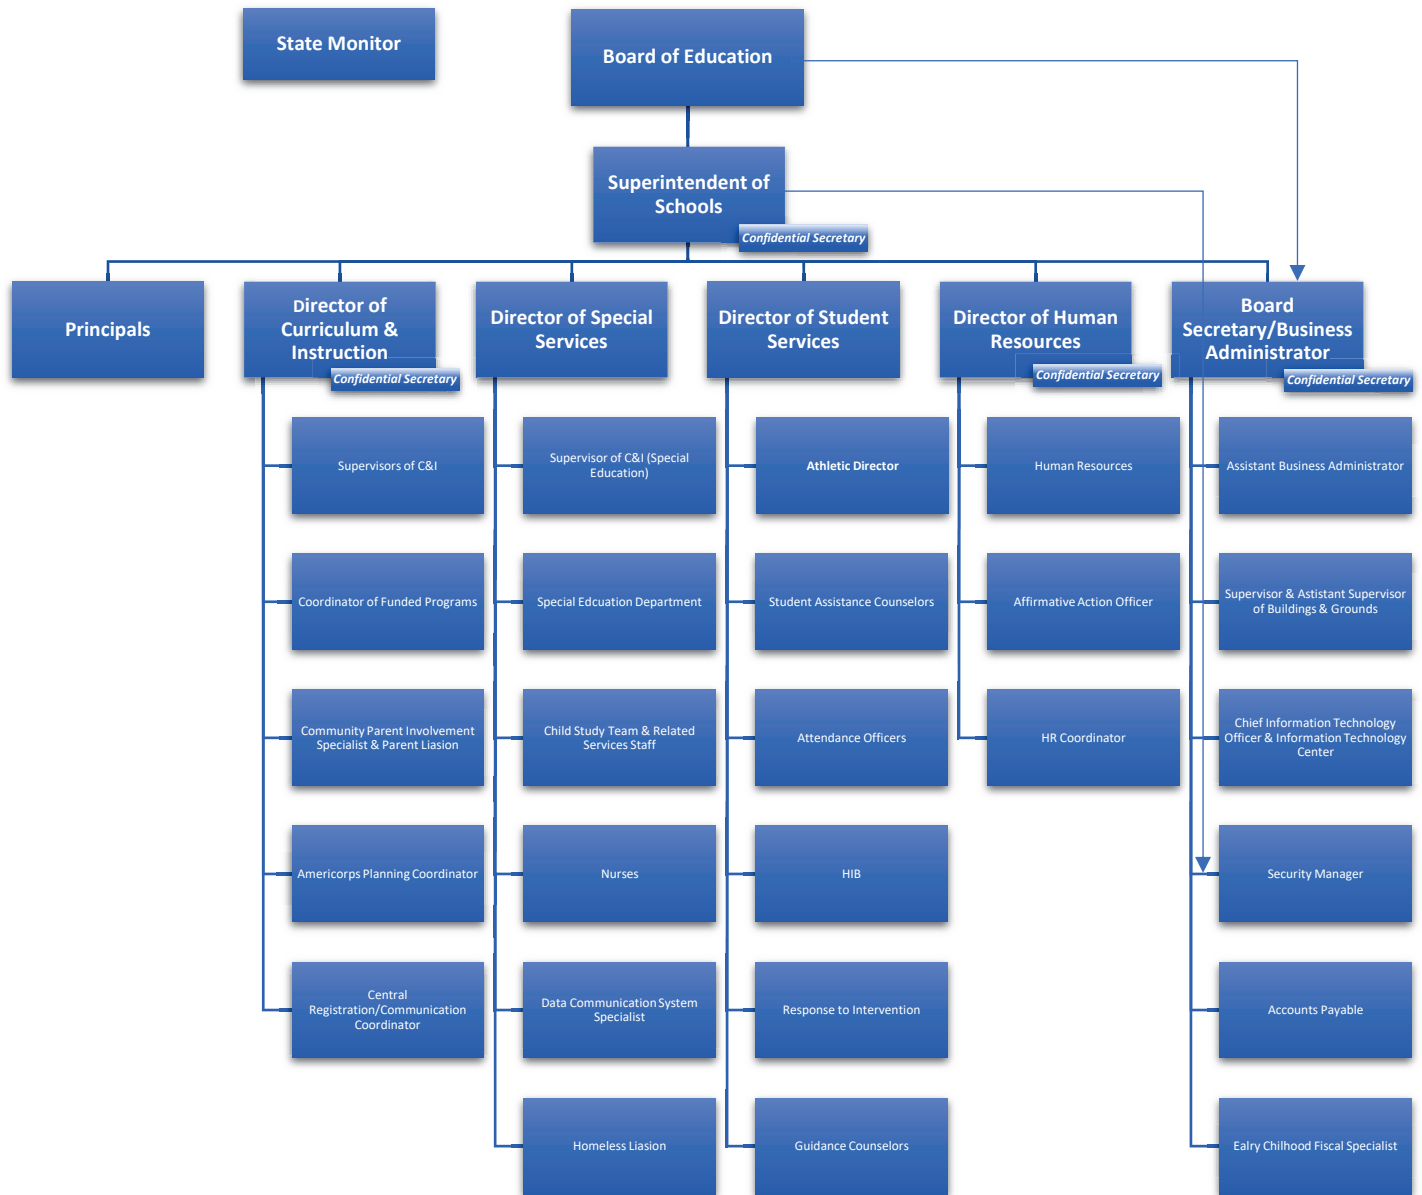 State Monitor
Board of Education
Superintendent of
Schools
Confidential Secretary
Principals
Director of
Curriculum &
Instruction
Confidential Secretary
Director of Special
Services
Director of Student
Services
Director of Human
Resources
Confidential Secretary
Board
Secretary/Business
Administrator
Confidential Secretary
Supervisors of C&I
Supervisor of C&I (Special
Education)
Athletic Director
Human Resources
Assistant Business Administrator
Coordinator of Funded Programs
Special Edcuation Department
Student Assistance Counselors
Affirmative Action Officer
Supervisor & Astistant Supervisor
of Buildings & Grounds
Community Parent Involvement
Specialist & Parent Liasion
Child Study Team & Related
Services Staff
Attendance Officers
HR Coordinator
Chief Information Technology
Officer & Information Technology
Center
Americorps Planning Coordinator
Nurses
HIB
Security Manager
Central
Registration/Communication
Coordinator
Data Communication System
Specialist
Response to Intervention
Accounts Payable
Homeless Liasion
Guidance Counselors
Ealry Chilhood Fiscal Specialist